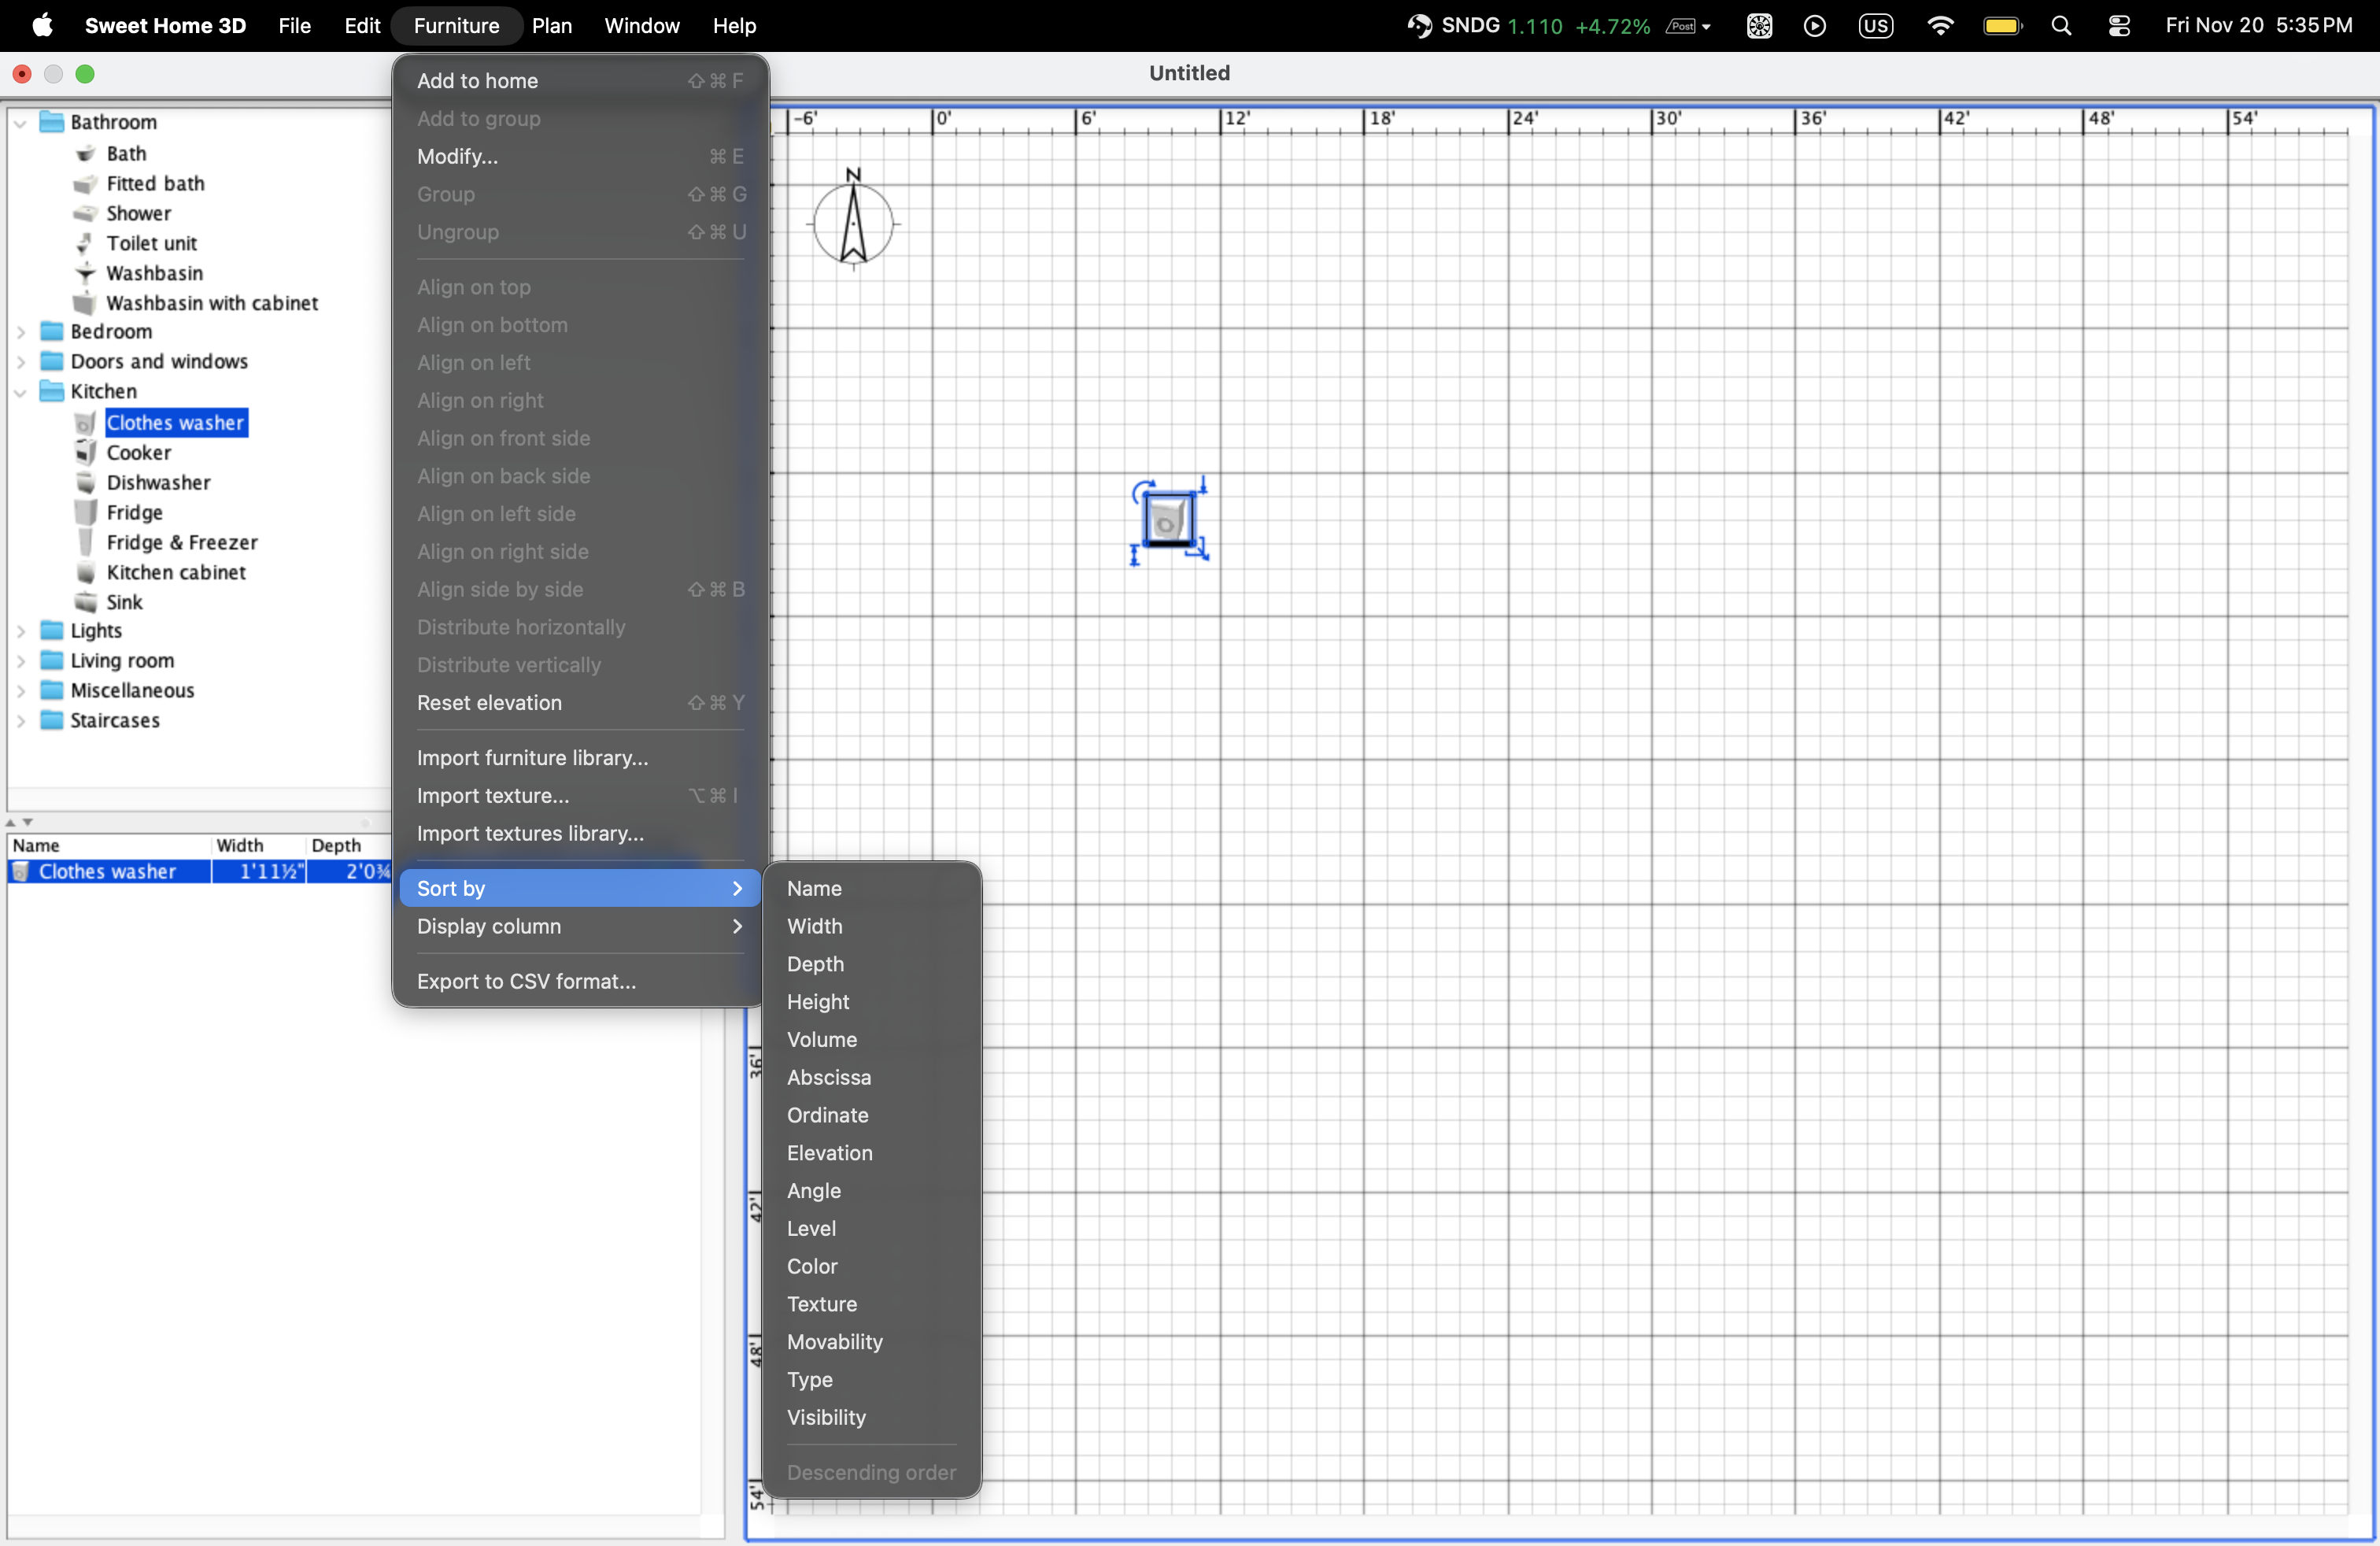 Sweet Home 3D File Edit Furniture Plan Window Help SNDG 1.110 +4.72% Post US Fri Nov 20 5:35 PM
Untitled
Bathroom
Bath
Fitted bath
Shower
Toilet unit
Washbasin
Washbasin with cabinet
Bedroom
Doors and windows
Kitchen
Clothes washer
Cooker
Dishwasher
Fridge
Fridge & Freezer
Kitchen cabinet
Sink
Lights
Living room
Miscellaneous
Staircases
Name Width Depth
Clothes washer 1'11½" 2'0¾
Add to home ⇧⌘F
Add to group
Modify... ⌘E
Group ⇧⌘G
Ungroup ⇧⌘U
Align on top
Align on bottom
Align on left
Align on right
Align on front side
Align on back side
Align on left side
Align on right side
Align side by side ⇧⌘B
Distribute horizontally
Distribute vertically
Reset elevation ⇧⌘Y
Import furniture library...
Import texture... ⌥⌘I
Import textures library...
Sort by
Display column
Export to CSV format...
Name
Width
Depth
Height
Volume
Abscissa
Ordinate
Elevation
Angle
Level
Color
Texture
Movability
Type
Visibility
Descending order
-6' 0' 6' 12' 18' 24' 30' 36' 42' 48' 54'
N
36'
42'
48'
54'